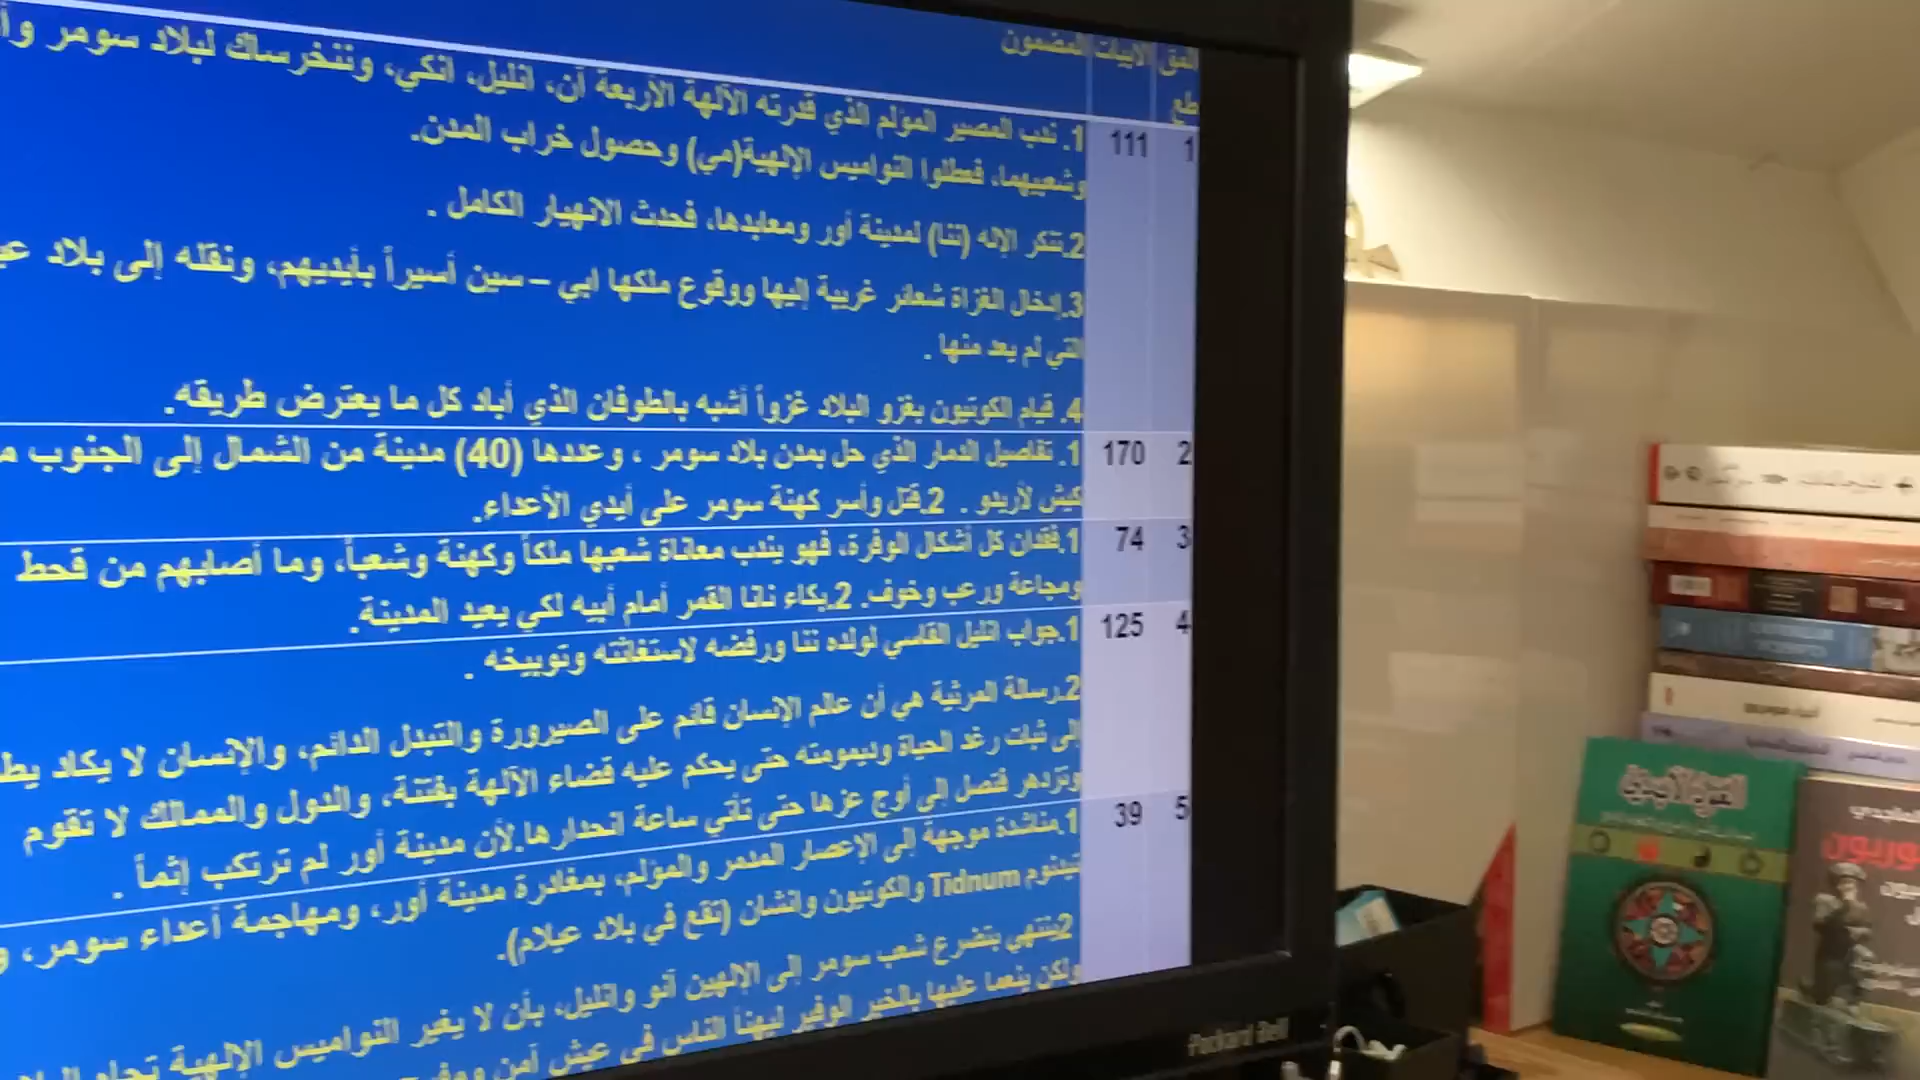 المق الابيات المضمون
طع
1 111 1. ندب المصير المؤلم الذي قدرته الآلهة الأربعة آن، انليل، انكي، وننخرساك لبلاد سومر
وشعبيهما، فعطلوا النواميس الإلهية(مي) وحصول خراب المدن.
2.تنكر الإله (ننا) لمدينة أور ومعابدها، فحدث الانهيار الكامل .
3.إدخال الغزاة شعائر غريبة إليها ووقوع ملكها ابي – سين أسيراً بأيديهم، ونقله إلى بلاد
التي لم يعد منها .
4. قيام الكوتيون بغزو البلاد غزواً أشبه بالطوفان الذي أباد كل ما يعترض طريقه.
2 170 1. تفاصيل الدمار الذي حل بمدن بلاد سومر ، وعددها (40) مدينة من الشمال إلى الجنوب
كيش لأريدو . 2.قتل وأسر كهنة سومر على أيدي الأعداء.
3 74 1.فقدان كل أشكال الوفرة، فهو يندب معاناة شعبها ملكاً وكهنة وشعباً، وما أصابهم من قحط
ومجاعة ورعب وخوف. 2.بكاء نانا القمر أمام أبيه لكي يعيد المدينة.
4 125 1.جواب انليل القاسي لولده ننا ورفضه لاستغاثته وتوبيخه .
2.رسالة المرثية هي أن عالم الإنسان قائم على الصيرورة والتبدل الدائم، والإنسان لا يكاد
إلى ثبات رغد الحياة وديمومته حتى يحكم عليه قضاء الآلهة بفتنة، والدول والممالك لا تقوم
وتزدهر فتصل إلى أوج عزها حتى تأتي ساعة انحدارها.لأن مدينة أور لم ترتكب إثماً .
5 39 1.مناشدة موجهة إلى الإعصار المدمر والمؤلم، بمغادرة مدينة أور، ومهاجمة أعداء سومر،
تيدنوم Tidnum والكوتيون وانشان (تقع في بلاد عيلام).
2.ينتهي بتضرع شعب سومر إلى الإلهين آنو وانليل، بأن لا يغير النواميس الإلهية تجاه
ولكن ينعما عليها بالخير الوفير ليهنأ الناس في عيش آمن
Packard Bell